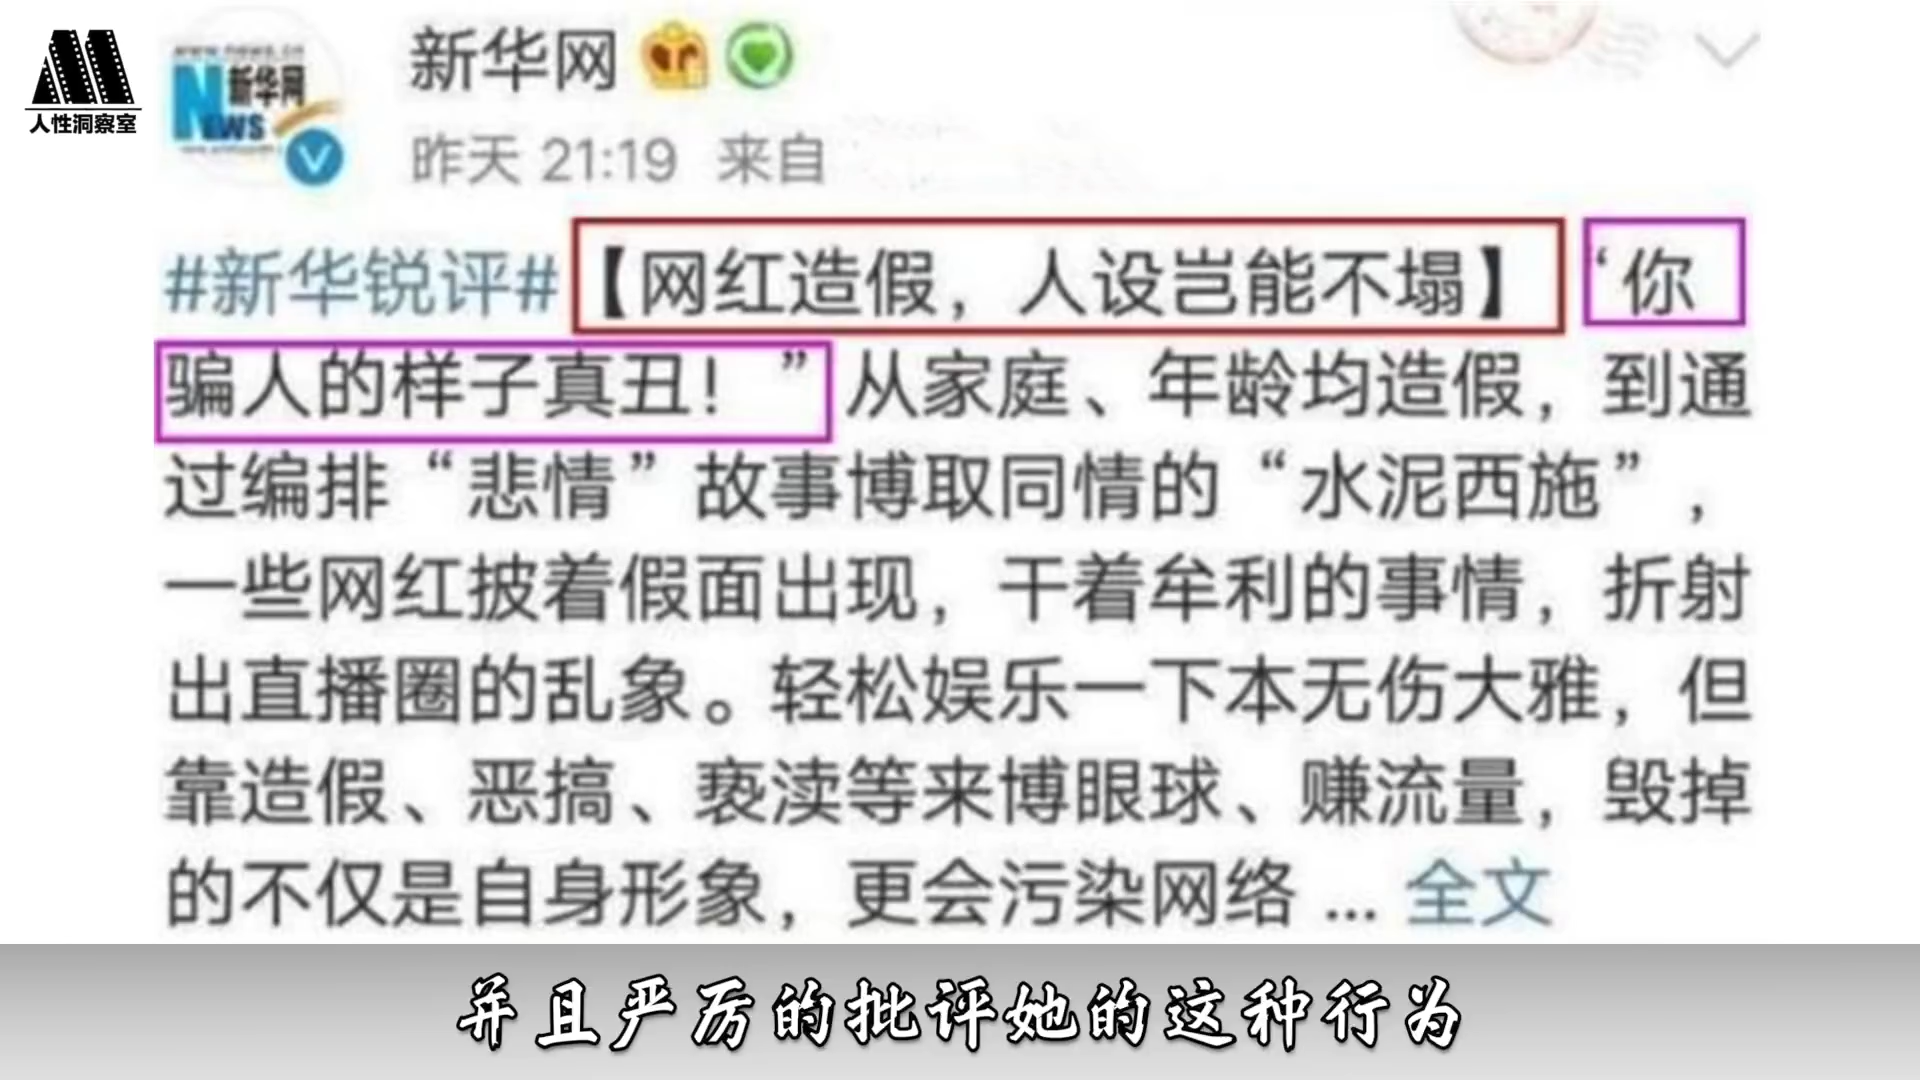 人性洞察室
www.news.cn
新华网
NEWS
新华网
昨天 21:19 来自
#新华锐评#【网红造假，人设岂能不塌】“你
骗人的样子真丑！”从家庭、年龄均造假，到通
过编排“悲情”故事博取同情的“水泥西施”，
一些网红披着假面出现，干着牟利的事情，折射
出直播圈的乱象。轻松娱乐一下本无伤大雅，但
靠造假、恶搞、亵渎等来博眼球、赚流量，毁掉
的不仅是自身形象，更会污染网络 ... 全文
并且严厉的批评她的这种行为